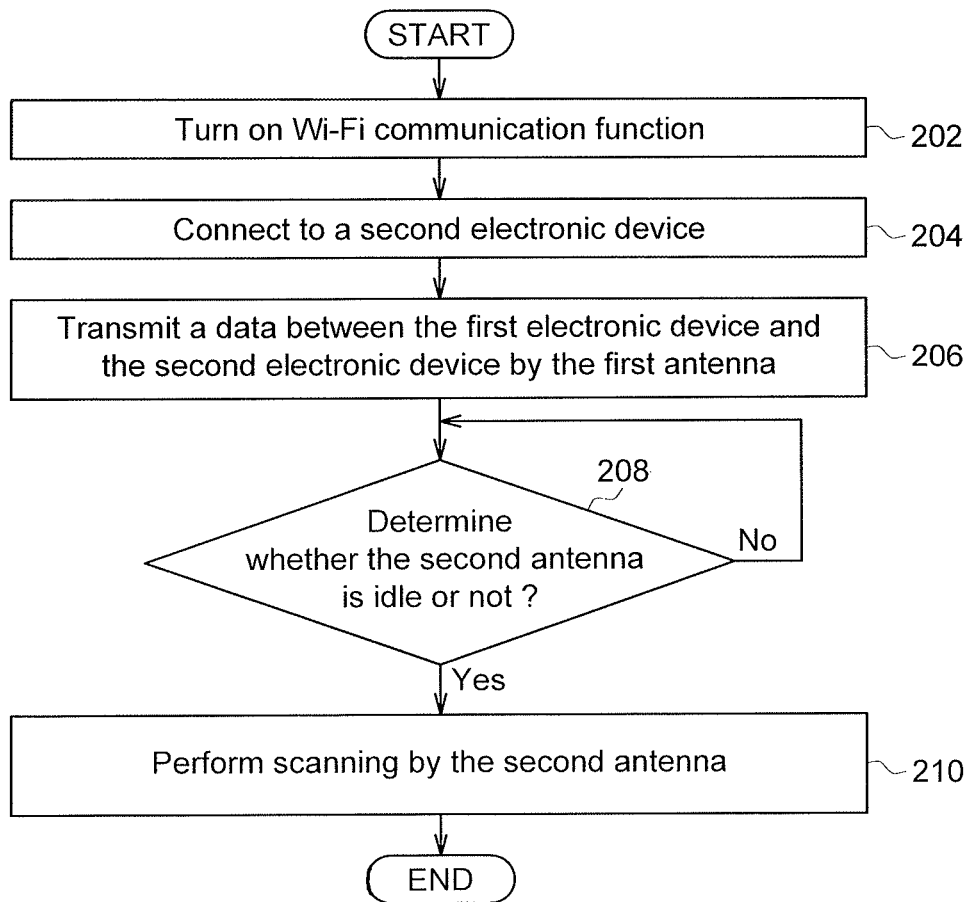 START
Turn on Wi-Fi communication function
202
Connect to a second electronic device
204
Transmit a data between the first electronic device and
the second electronic device by the first antenna
206
208
Determine
whether the second antenna
is idle or not ?
No
Yes
Perform scanning by the second antenna
210
END